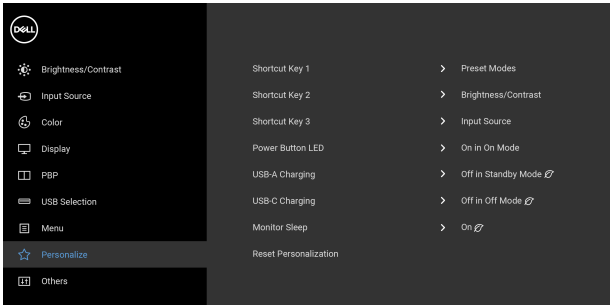 DELL
Brightness/Contrast
Input Source
Color
Display
PBP
USB Selection
Menu
Personalize
Others
Shortcut Key 1 Preset Modes
Shortcut Key 2 Brightness/Contrast
Shortcut Key 3 Input Source
Power Button LED On in On Mode
USB-A Charging Off in Standby Mode
USB-C Charging Off in Off Mode
Monitor Sleep On
Reset Personalization